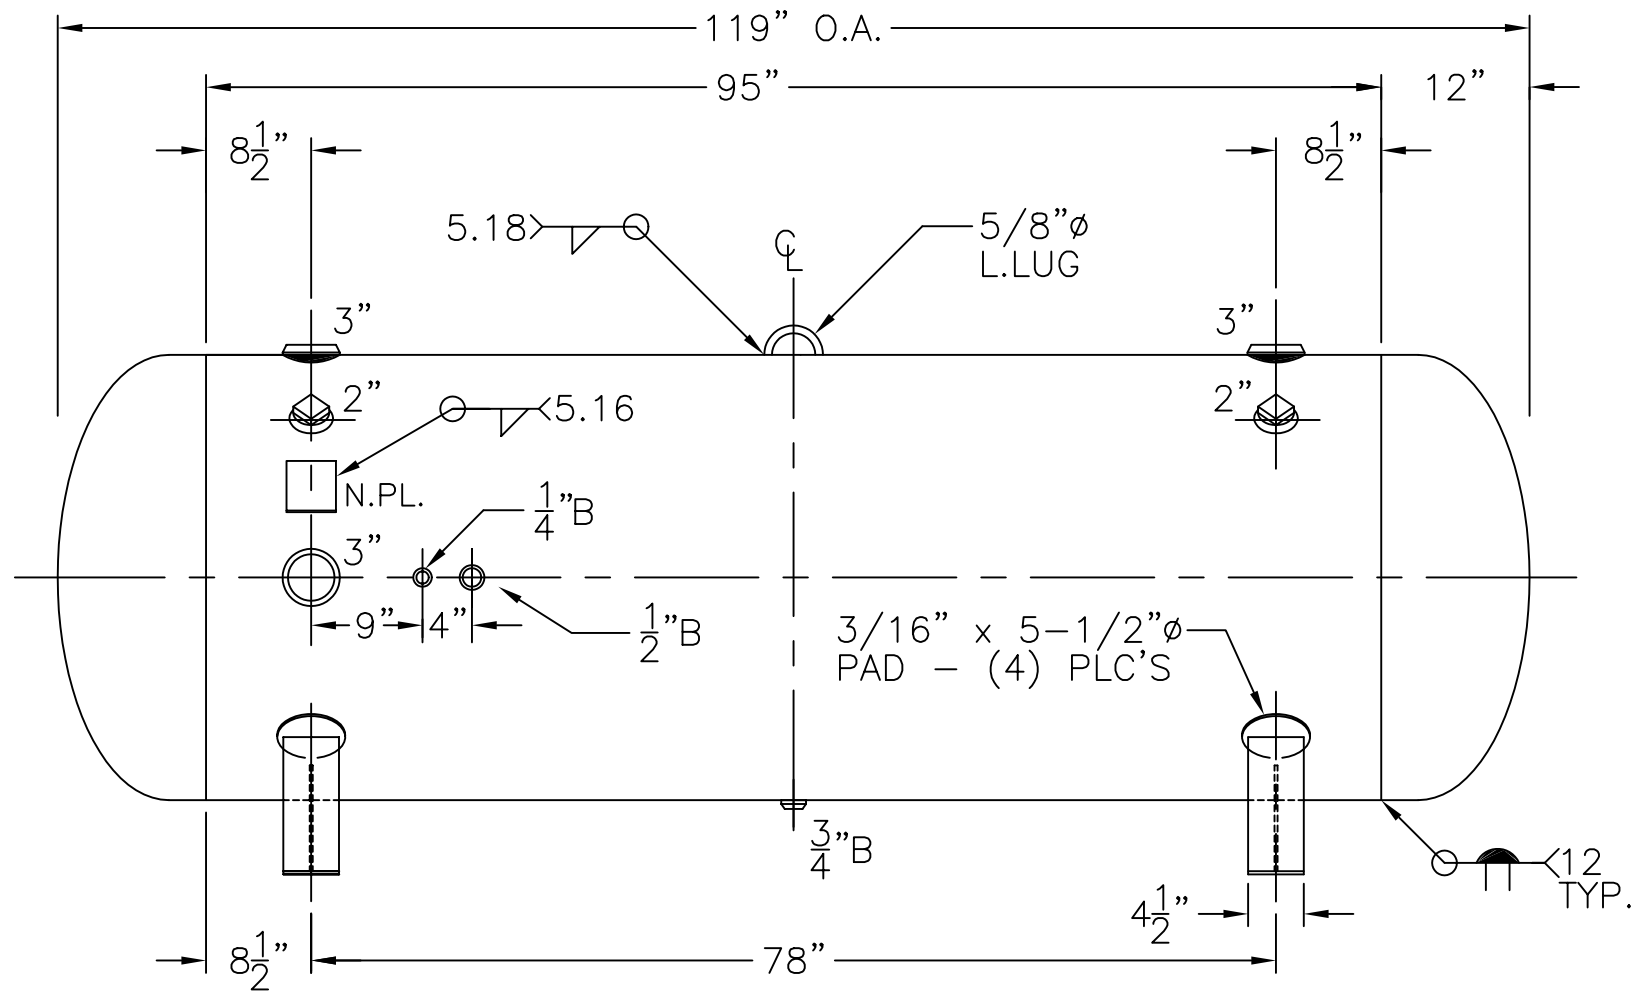 119” O.A.
95”
12”
8 1/2”
8 1/2”
5.18
℄
5/8”ø
L.LUG
3”
3”
2”
2”
5.16
N.PL.
1/4”B
3”
9”
4”
1/2”B
3/16” x 5-1/2”ø
PAD - (4) PLC'S
3/4”B
12
TYP.
4 1/2”
8 1/2”
78”